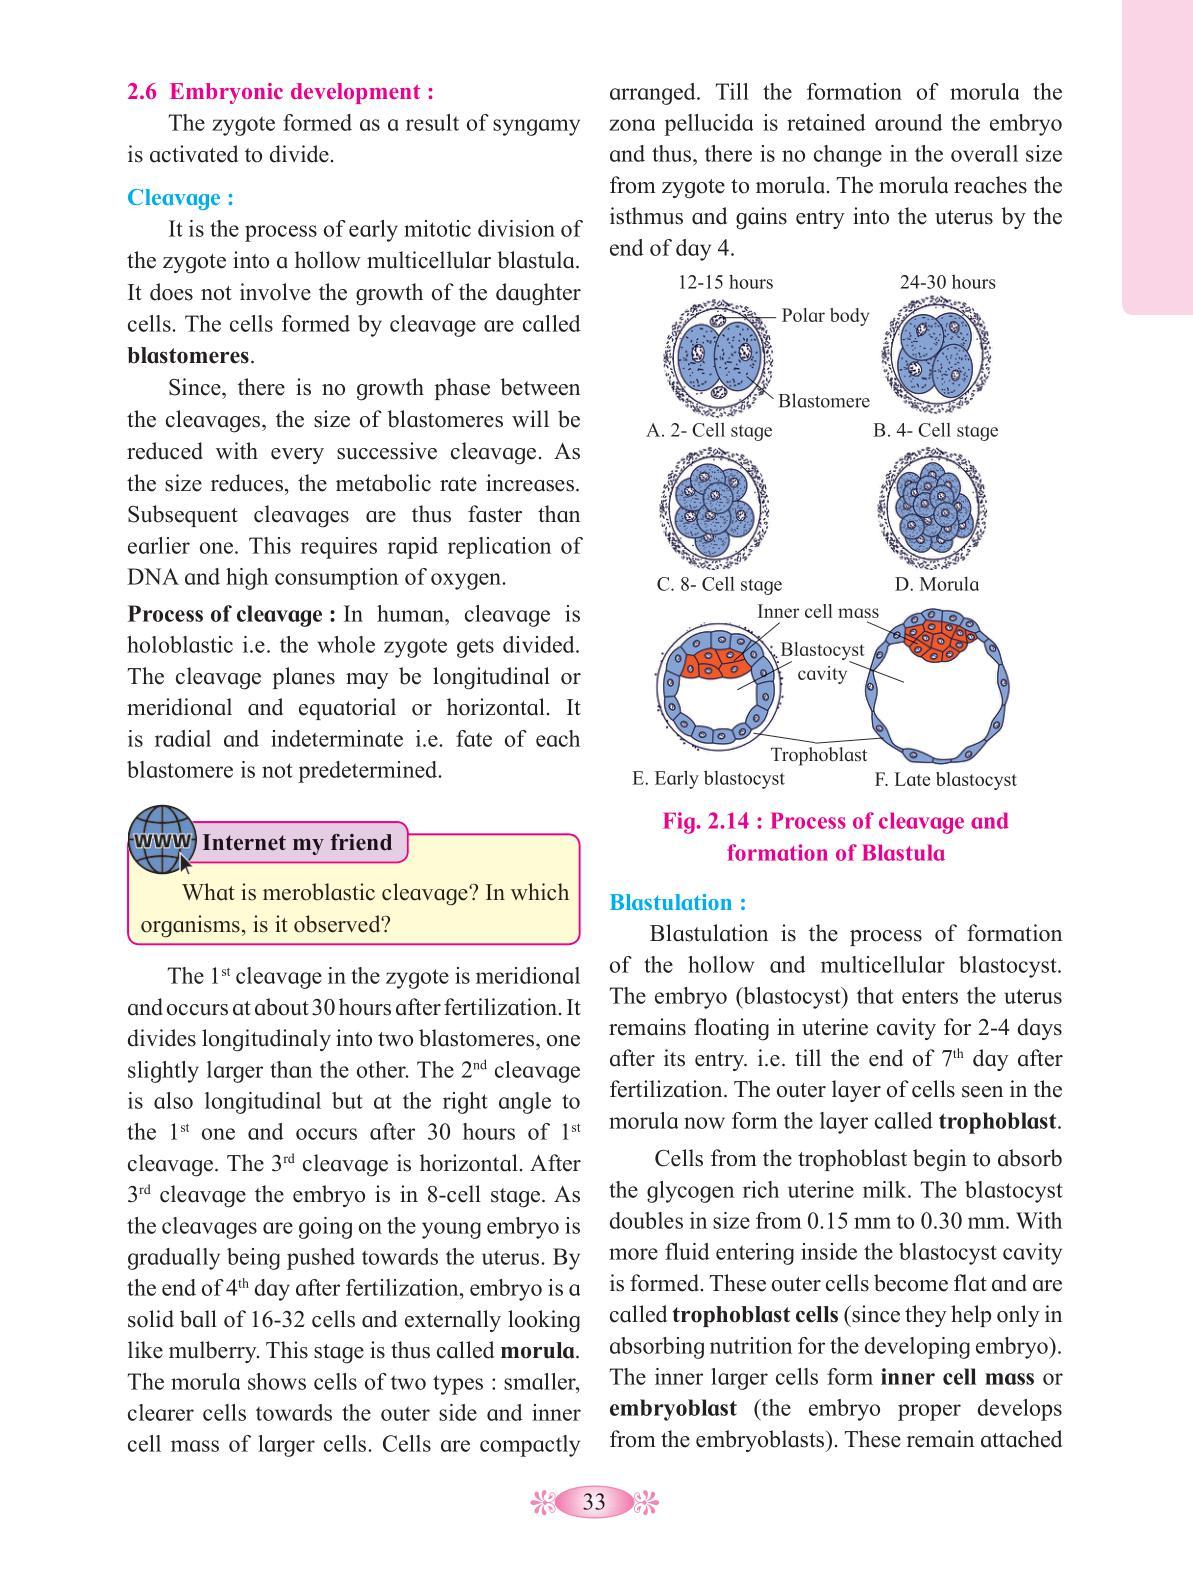 2.6 Embryonic development :
The zygote formed as a result of syngamy
is activated to divide.
Cleavage :
It is the process of early mitotic division of
the zygote into a hollow multicellular blastula.
It does not involve the growth of the daughter
cells. The cells formed by cleavage are called
blastomeres.
Since, there is no growth phase between
the cleavages, the size of blastomeres will be
reduced with every successive cleavage. As
the size reduces, the metabolic rate increases.
Subsequent cleavages are thus faster than
earlier one. This requires rapid replication of
DNA and high consumption of oxygen.
Process of cleavage : In human, cleavage is
holoblastic i.e. the whole zygote gets divided.
The cleavage planes may be longitudinal or
meridional and equatorial or horizontal. It
is radial and indeterminate i.e. fate of each
blastomere is not predetermined.
WWW Internet my friend
What is meroblastic cleavage? In which
organisms, is it observed?
The 1st cleavage in the zygote is meridional
and occurs at about 30 hours after fertilization. It
divides longitudinaly into two blastomeres, one
slightly larger than the other. The 2nd cleavage
is also longitudinal but at the right angle to
the 1st one and occurs after 30 hours of 1st
cleavage. The 3rd cleavage is horizontal. After
3rd cleavage the embryo is in 8-cell stage. As
the cleavages are going on the young embryo is
gradually being pushed towards the uterus. By
the end of 4th day after fertilization, embryo is a
solid ball of 16-32 cells and externally looking
like mulberry. This stage is thus called morula.
The morula shows cells of two types : smaller,
clearer cells towards the outer side and inner
cell mass of larger cells. Cells are compactly
arranged. Till the formation of morula the
zona pellucida is retained around the embryo
and thus, there is no change in the overall size
from zygote to morula. The morula reaches the
isthmus and gains entry into the uterus by the
end of day 4.
12-15 hours 24-30 hours
Polar body
Blastomere
A. 2- Cell stage B. 4- Cell stage
C. 8- Cell stage D. Morula
Inner cell mass
Blastocyst
cavity
Trophoblast
E. Early blastocyst F. Late blastocyst
Fig. 2.14 : Process of cleavage and
formation of Blastula
Blastulation :
Blastulation is the process of formation
of the hollow and multicellular blastocyst.
The embryo (blastocyst) that enters the uterus
remains floating in uterine cavity for 2-4 days
after its entry. i.e. till the end of 7th day after
fertilization. The outer layer of cells seen in the
morula now form the layer called trophoblast.
Cells from the trophoblast begin to absorb
the glycogen rich uterine milk. The blastocyst
doubles in size from 0.15 mm to 0.30 mm. With
more fluid entering inside the blastocyst cavity
is formed. These outer cells become flat and are
called trophoblast cells (since they help only in
absorbing nutrition for the developing embryo).
The inner larger cells form inner cell mass or
embryoblast (the embryo proper develops
from the embryoblasts). These remain attached
33